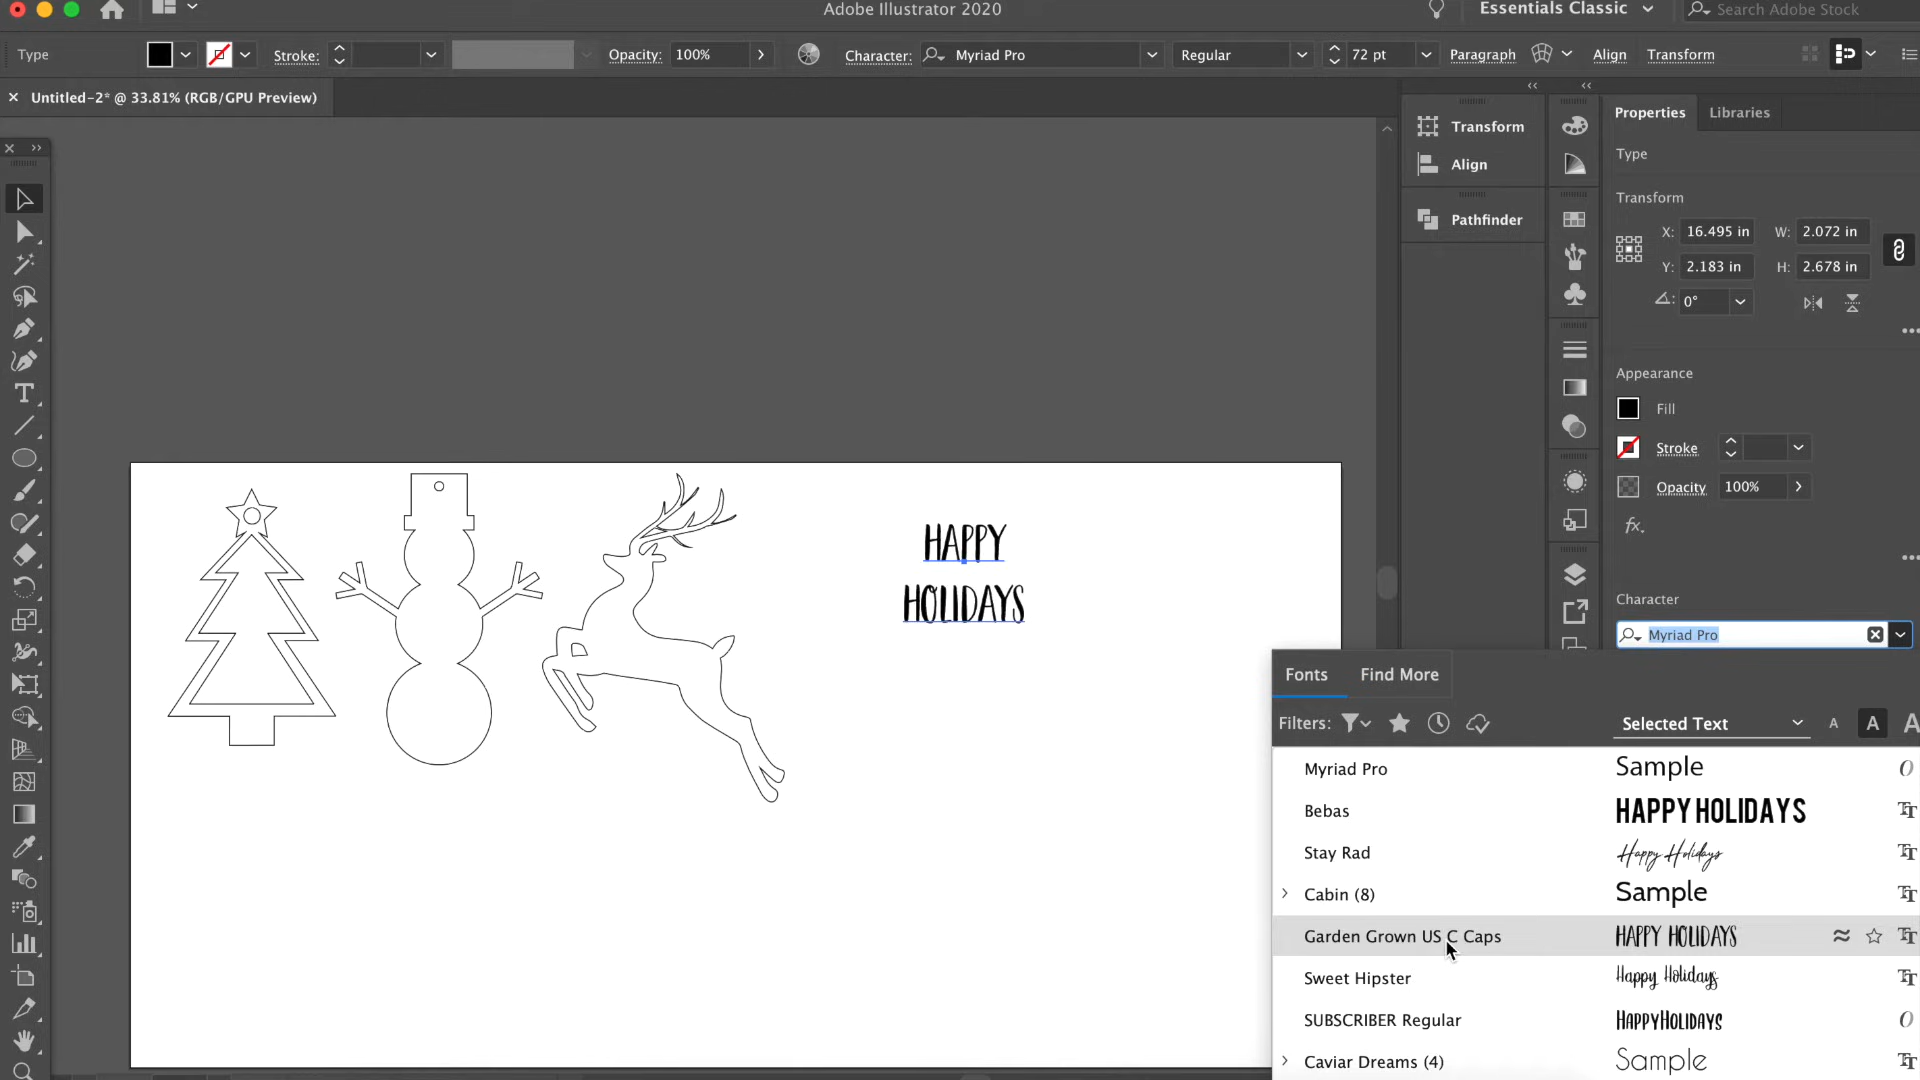 Adobe Illustrator 2020
Essentials Classic
Search Adobe Stock
Type
Stroke:
Opacity:
100%
Character:
Myriad Pro
Regular
72 pt
Paragraph
Align
Transform
× Untitled-2* @ 33.81% (RGB/GPU Preview)
Transform
Align
Pathfinder
Properties
Libraries
Type
Transform
X: 16.495 in W: 2.072 in
Y: 2.183 in H: 2.678 in
0°
Appearance
Fill
Stroke
Opacity 100%
fx.
Character
Myriad Pro
HAPPY
HOLIDAYS
Fonts
Find More
Filters:
Selected Text
A A A
Myriad Pro Sample
Bebas HAPPY HOLIDAYS
Stay Rad Happy Holidays
Cabin (8) Sample
Garden Grown US C Caps HAPPY HOLIDAYS
Sweet Hipster Happy Holidays
SUBSCRIBER Regular HAPPYHOLIDAYS
Caviar Dreams (4) Sample